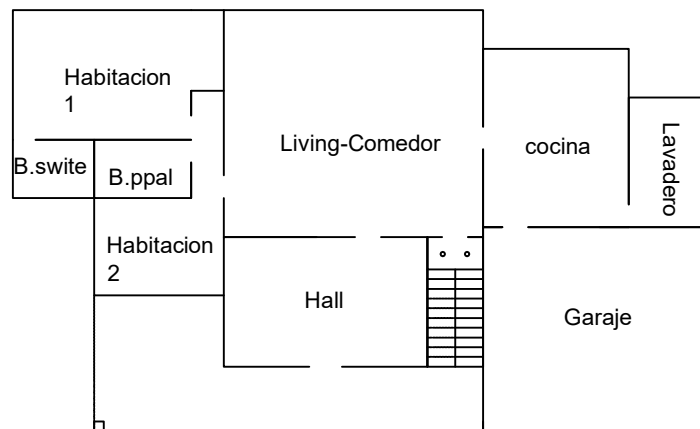 Habitacion
1
Living-Comedor
cocina
Lavadero
B.swite
B.ppal
Habitacion
2
Hall
Garaje